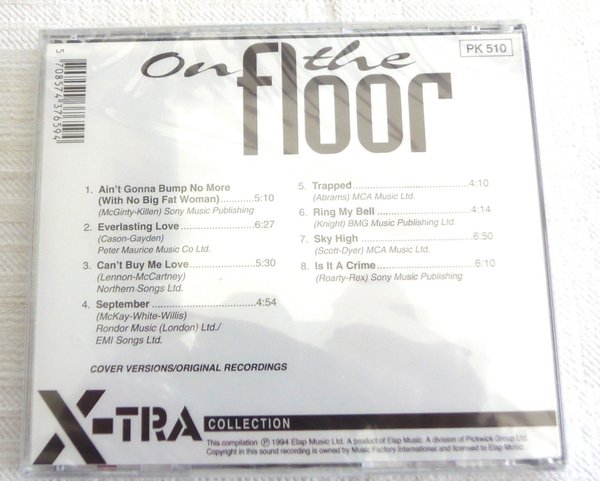 On the floor
PK 510
5 708574 376594
1. Ain't Gonna Bump No More
(With No Big Fat Woman).......5:10
(McGinty-Killen) Sony Music Publishing
2. Everlasting Love.......6:27
(Cason-Gayden)
Peter Maurice Music Co Ltd.
3. Can't Buy Me Love.......5:30
(Lennon-McCartney)
Northern Songs Ltd.
4. September.......4:54
(McKay-White-Willis)
Rondor Music (London) Ltd./
EMI Songs Ltd.
5. Trapped.......4:10
(Abrams) MCA Music Ltd.
6. Ring My Bell.......4:14
(Knight) BMG Music Publishing Ltd.
7. Sky High.......6:50
(Scott-Dyer) MCA Music Ltd.
8. Is It A Crime.......6:10
(Roarty-Rex) Sony Music Publishing
COVER VERSIONS/ORIGINAL RECORDINGS
X-TRA COLLECTION
This compilation ℗ 1994 Elap Music Ltd. A product of Elap Music. A division of Pickwick Group Ltd.
Copyright in this sound recording is owned by Music Factory International and licensed to Elap Music.